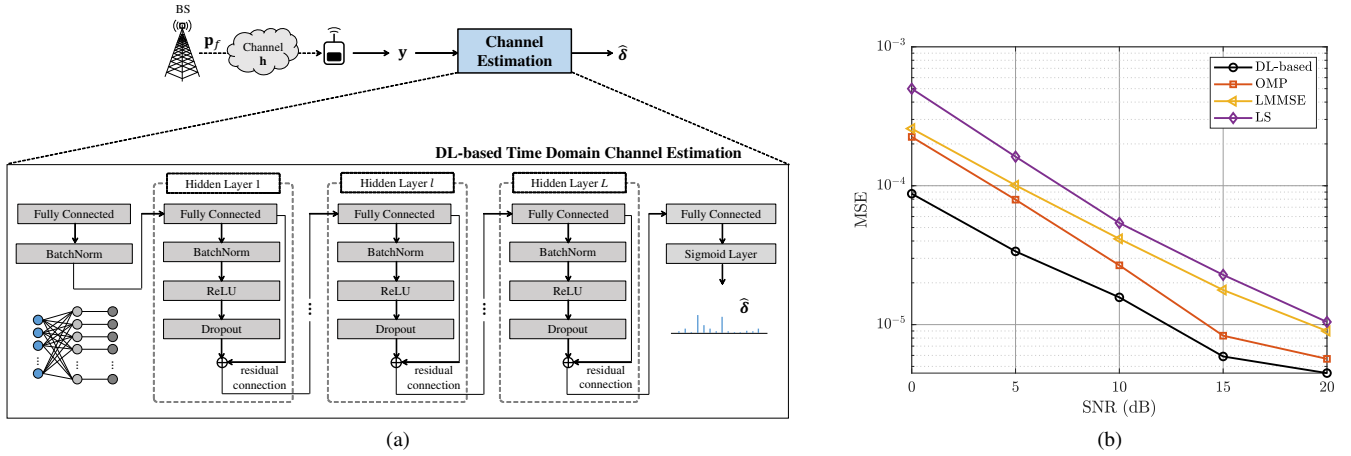 BS
𝐩_f
Channel
𝐡
𝐲
Channel
Estimation
𝜹̂
DL-based Time Domain Channel Estimation
Hidden Layer 1
Hidden Layer l
Hidden Layer L
Fully Connected
BatchNorm
Fully Connected
BatchNorm
ReLU
Dropout
residual
connection
Fully Connected
BatchNorm
ReLU
Dropout
residual
connection
Fully Connected
BatchNorm
ReLU
Dropout
residual
connection
Fully Connected
Sigmoid Layer
𝜹̂
(a)
10⁻³
10⁻⁴
10⁻⁵
MSE
DL-based
OMP
LMMSE
LS
0
5
10
15
20
SNR (dB)
(b)